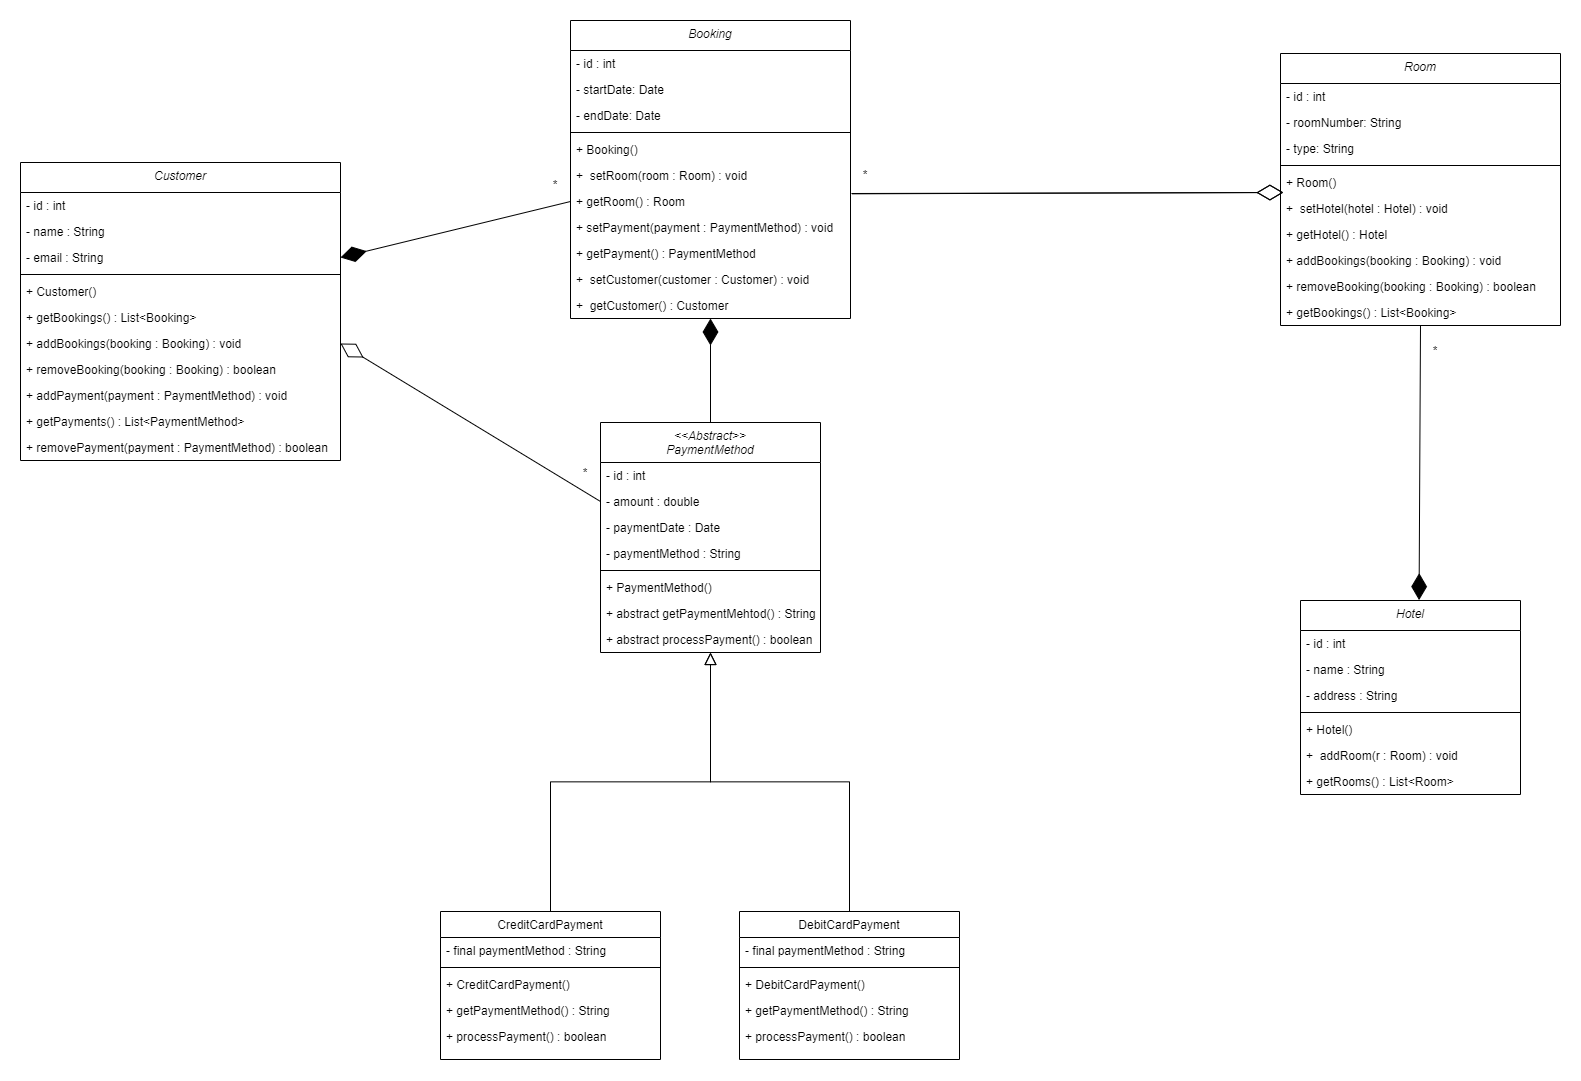 Booking
- id : int
- startDate: Date
- endDate: Date
+ Booking()
+  setRoom(room : Room) : void
+ getRoom() : Room
+ setPayment(payment : PaymentMethod) : void
+ getPayment() : PaymentMethod
+  setCustomer(customer : Customer) : void
+  getCustomer() : Customer
Room
- id : int
- roomNumber: String
- type: String
+ Room()
+  setHotel(hotel : Hotel) : void
+ getHotel() : Hotel
+ addBookings(booking : Booking) : void
+ removeBooking(booking : Booking) : boolean
+ getBookings() : List<Booking>
Customer
- id : int
- name : String
- email : String
+ Customer()
+ getBookings() : List<Booking>
+ addBookings(booking : Booking) : void
+ removeBooking(booking : Booking) : boolean
+ addPayment(payment : PaymentMethod) : void
+ getPayments() : List<PaymentMethod>
+ removePayment(payment : PaymentMethod) : boolean
*
*
*
*
<<Abstract>>
PaymentMethod
- id : int
- amount : double
- paymentDate : Date
- paymentMethod : String
+ PaymentMethod()
+ abstract getPaymentMehtod() : String
+ abstract processPayment() : boolean
Hotel
- id : int
- name : String
- address : String
+ Hotel()
+  addRoom(r : Room) : void
+ getRooms() : List<Room>
CreditCardPayment
- final paymentMethod : String
+ CreditCardPayment()
+ getPaymentMethod() : String
+ processPayment() : boolean
DebitCardPayment
- final paymentMethod : String
+ DebitCardPayment()
+ getPaymentMethod() : String
+ processPayment() : boolean